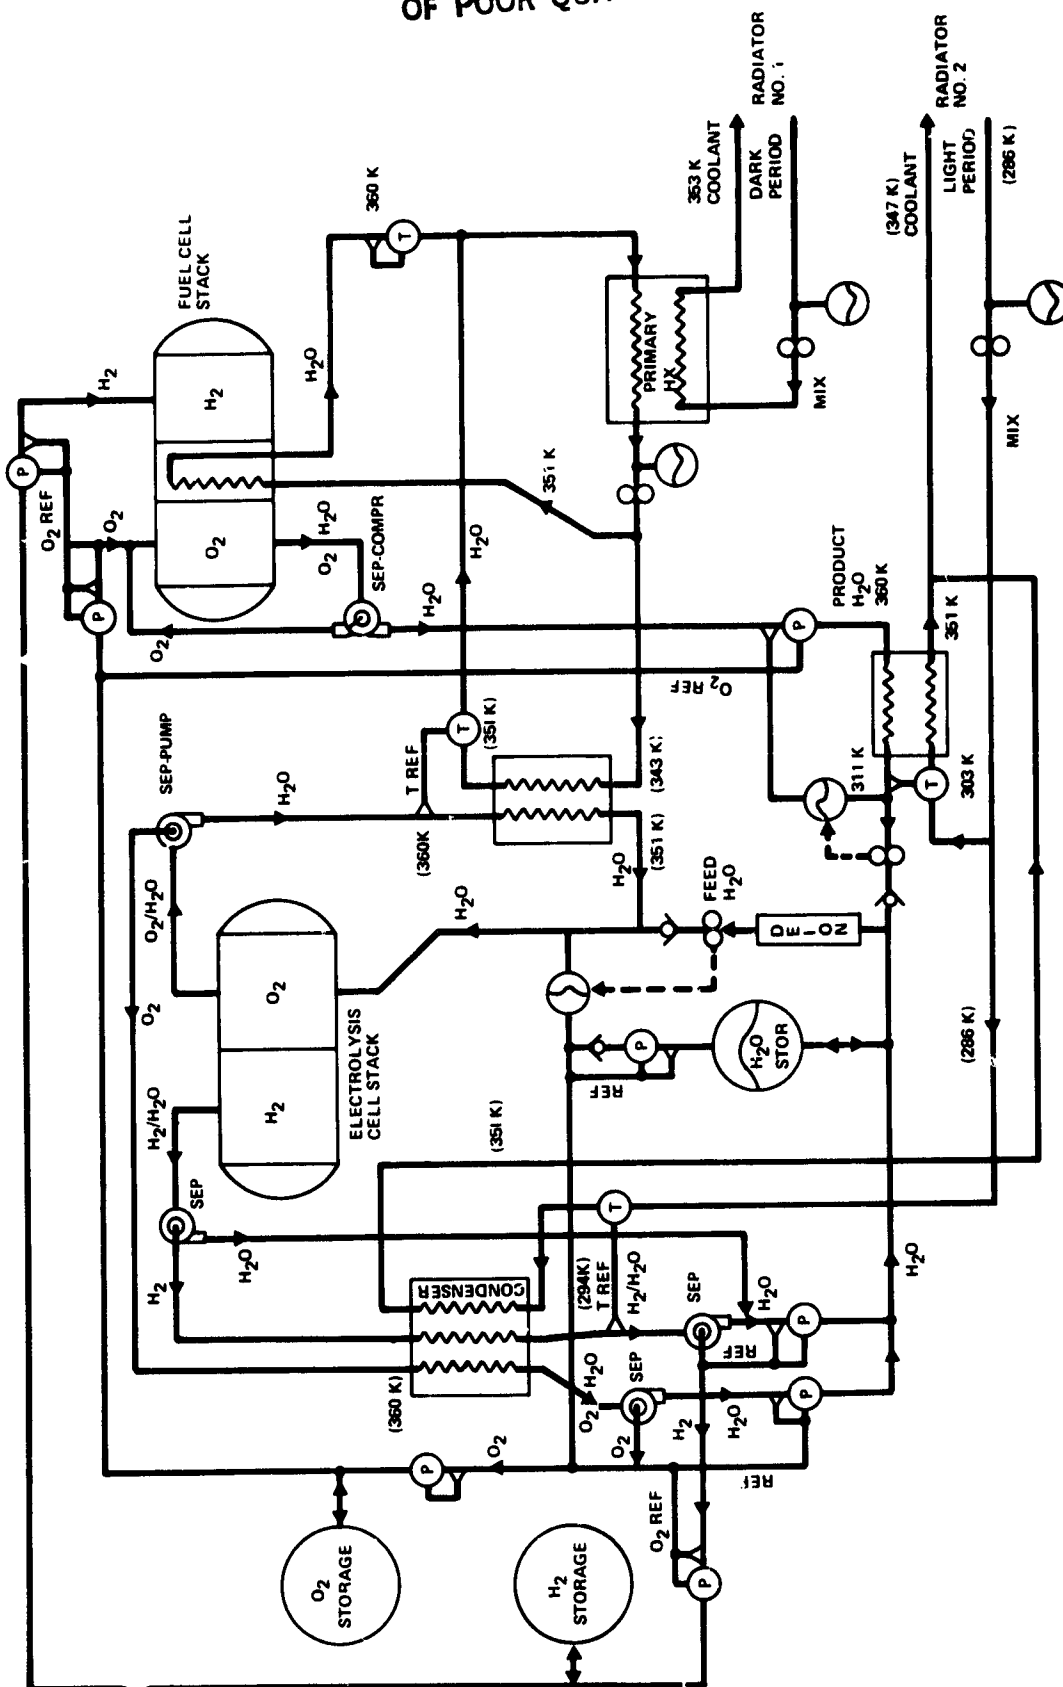 OF POOR QUA
O2
STORAGE
H2
STORAGE
P
O2
P
O2 REF
REF
O2
H2
H2O
P
O2
H2O
SEP
(360 K)
CONDENSER
(294K)
T REF
H2/H2O
SEP
H2O
REF
P
H2O
T
H2
SEP
H2O
H2/H2O
(351 K)
H2
O2
ELECTROLYSIS
CELL STACK
O2
O2/H2O
SEP-PUMP
H2O
H2O
REF
P
H2O
STOR
DE-ION
FEED
H2O
H2O
(351 K)
(360K
T REF
T
(351 K)
(343 K)
(286 K)
311 K
T
303 K
O2 REF
P
PRODUCT
H2O
360 K
351 K
O2
SEP-COMPR
H2O
H2O
O2
H2O
P
O2
O2 REF
P
H2
O2
H2
FUEL CELL
STACK
H2O
351 K
360 K
T
PRIMARY
HX
MIX
353 K
COOLANT
DARK
PERIOD
RADIATOR
NO. 1
MIX
(347 K)
COOLANT
LIGHT
PERIOD
(286 K)
RADIATOR
NO. 2